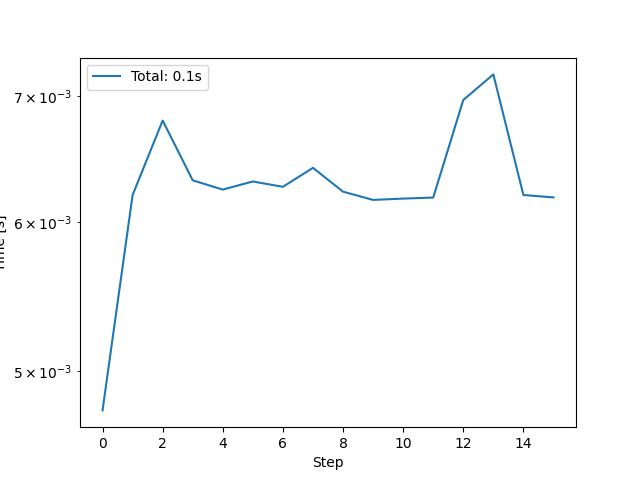 Total: 0.1s
7 × 10⁻³
6 × 10⁻³
5 × 10⁻³
[s]
0 2 4 6 8 10 12 14
Step